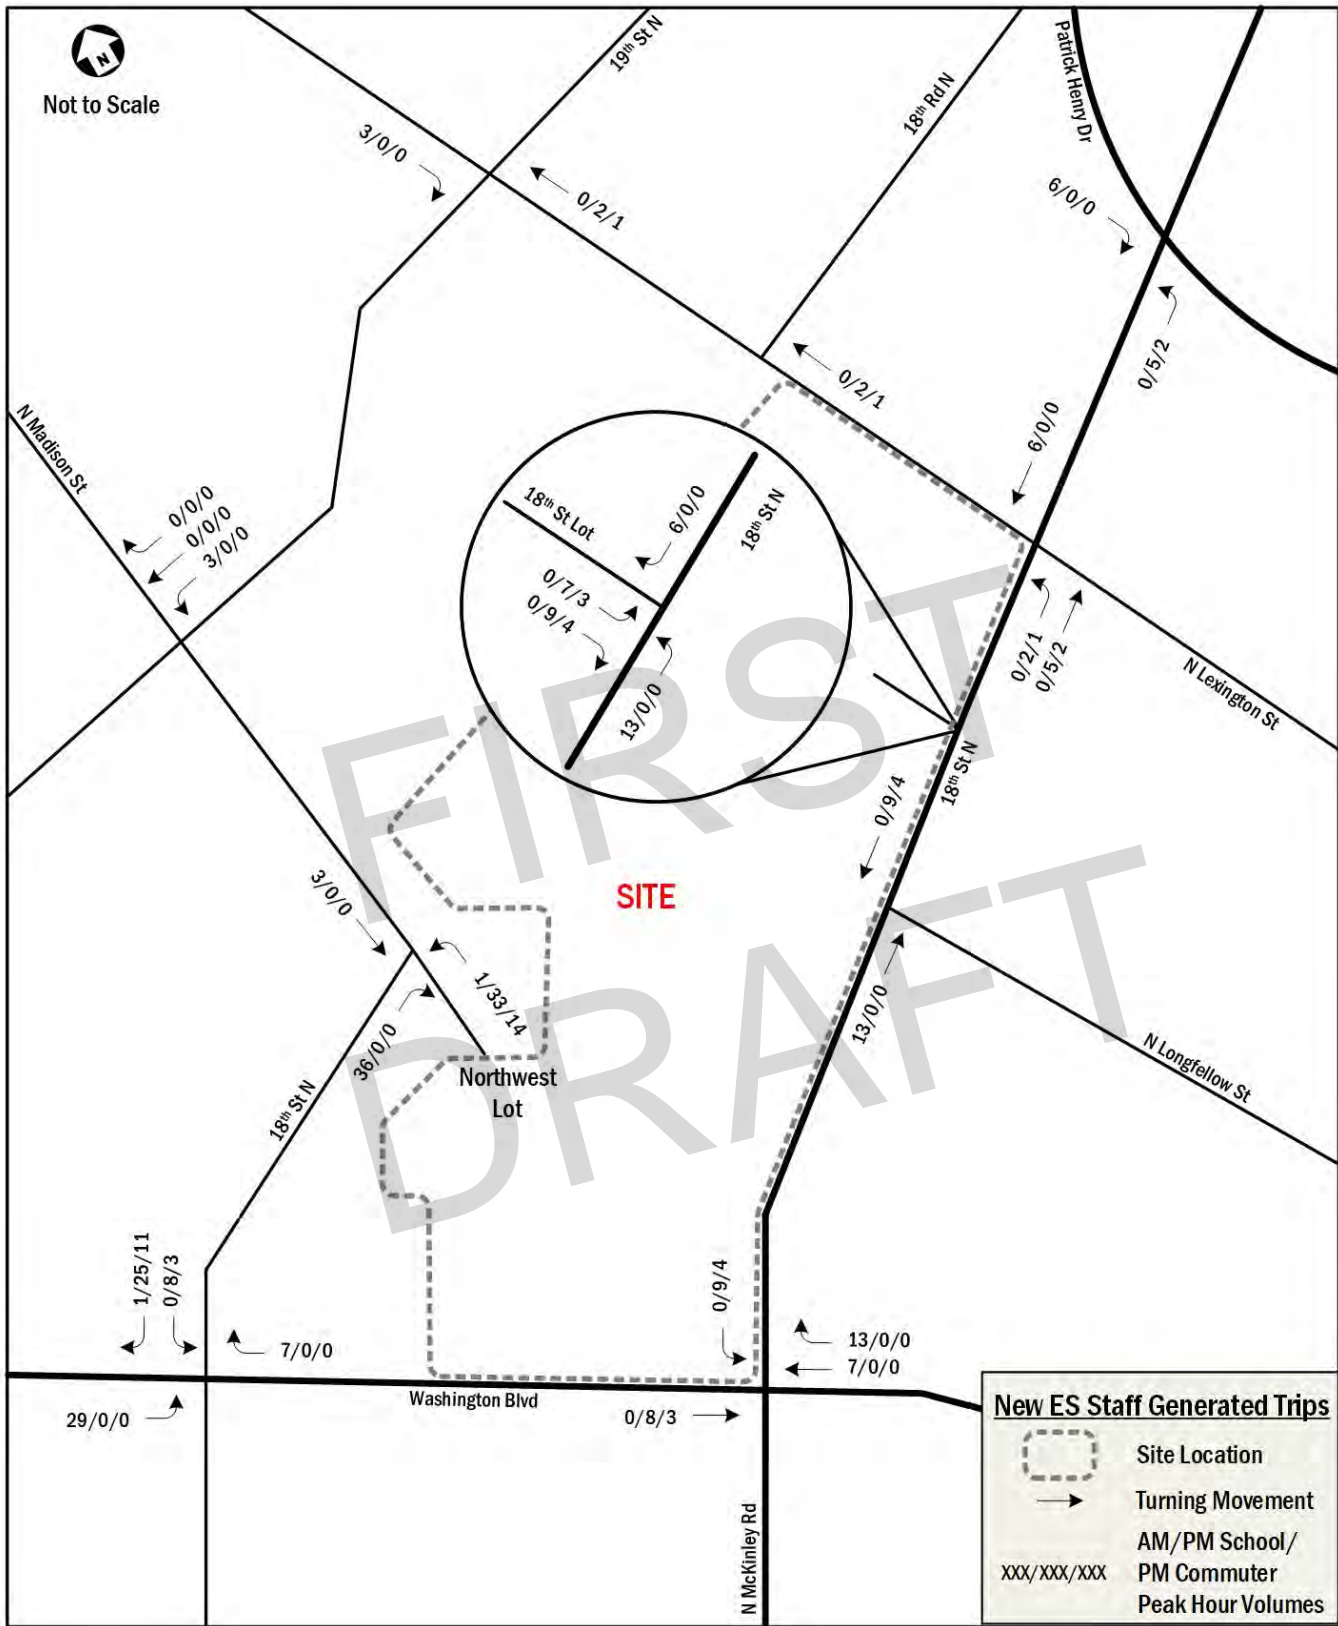 N
Not to Scale
19th St N
18th Rd N
Patrick Henry Dr
3/0/0
0/2/1
6/0/0
0/5/2
0/2/1
6/0/0
N Madison St
0/0/0
0/0/0
3/0/0
18th St Lot
6/0/0
18th St N
0/7/3
0/9/4
13/0/0
0/2/1
0/5/2
N Lexington St
18th St N
0/9/4
FIRST
DRAFT
SITE
3/0/0
1/33/14
36/0/0
13/0/0
N Longfellow St
Northwest
Lot
18th St N
1/25/11
0/8/3
7/0/0
0/9/4
13/0/0
7/0/0
Washington Blvd
29/0/0
0/8/3
N McKinley Rd
New ES Staff Generated Trips
Site Location
Turning Movement
XXX/XXX/XXX
AM/PM School/
PM Commuter
Peak Hour Volumes